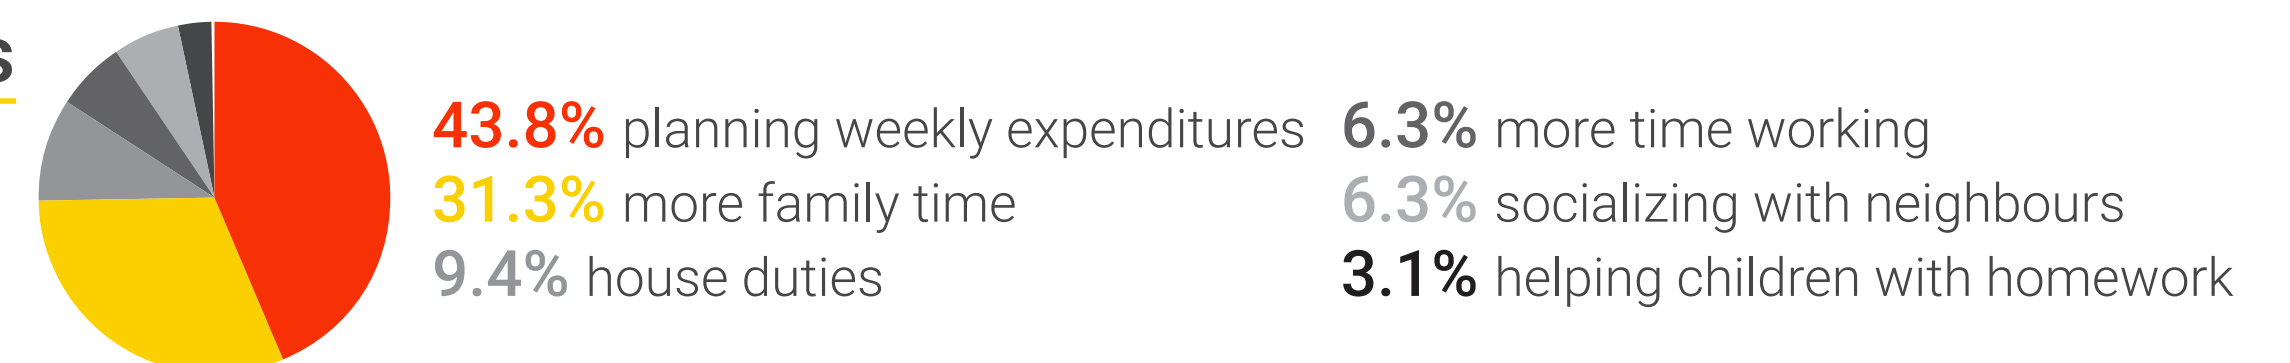 s
43.8% planning weekly expenditures
31.3% more family time
9.4% house duties
6.3% more time working
6.3% socializing with neighbours
3.1% helping children with homework